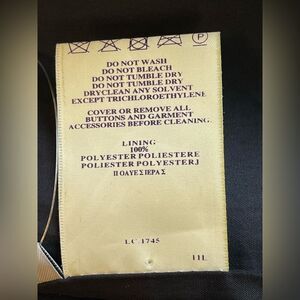 P
DO NOT WASH
DO NOT BLEACH
DO NOT TUMBLE DRY
DO NOT TUMBLE DRY
DRYCLEAN ANY SOLVENT
EXCEPT TRICHLOROETHYLENE
COVER OR REMOVE ALL
BUTTONS AND GARMENT
ACCESSORIES BEFORE CLEANING.
LINING
100%
POLYESTER POLIESTERE
POLIESTER POLYESTERJ
Π ΟΛΥΕ Σ ΙΕΡΑ Σ
LC 1745
11L